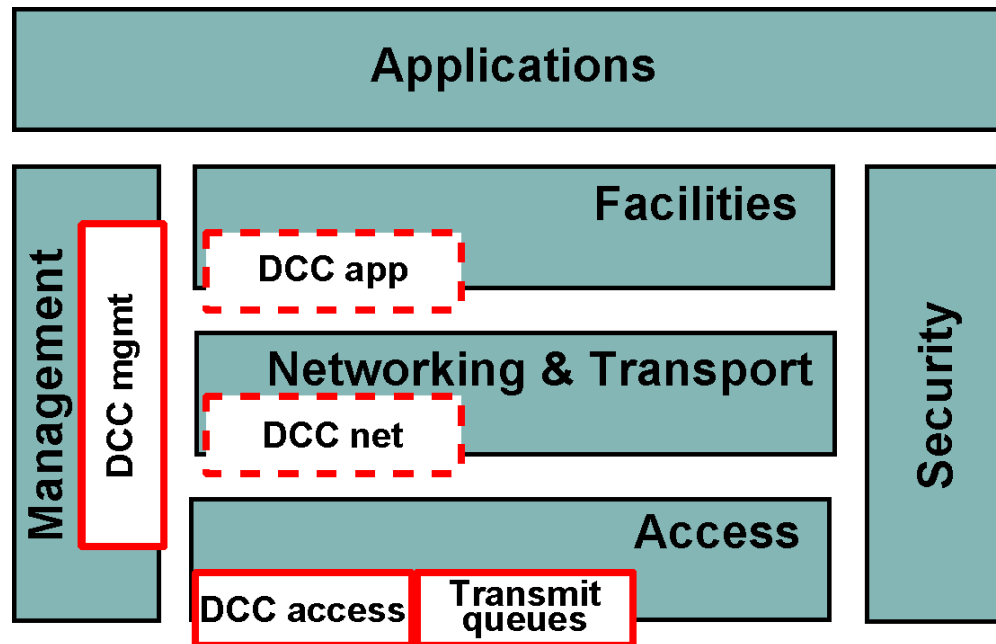 Applications
Management
DCC mgmt
Facilities
DCC app
Networking & Transport
DCC net
Access
DCC access
Transmit
queues
Security